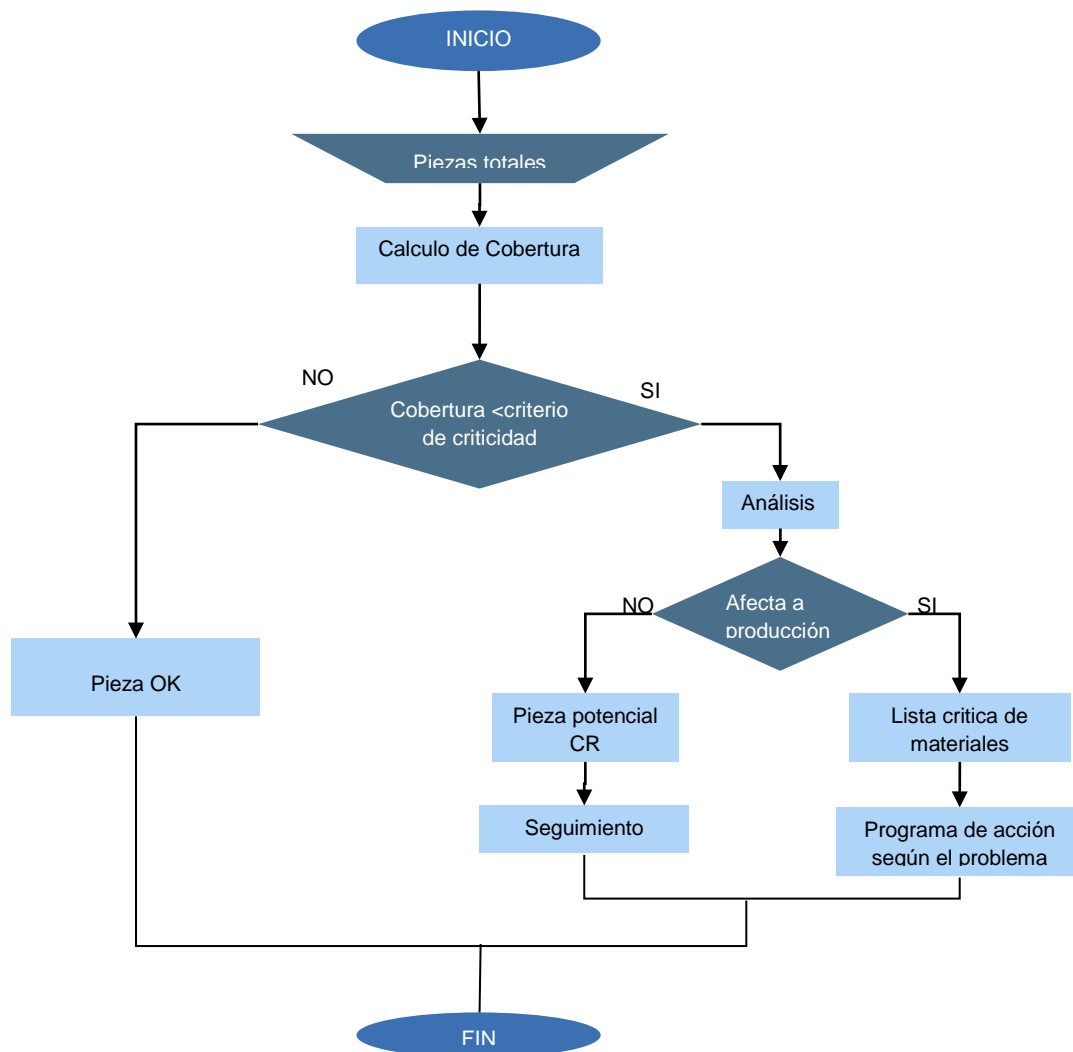 INICIO
Piezas totales
Calculo de Cobertura
NO
SI
Cobertura <criterio
de criticidad
Análisis
NO
Afecta a
producción
SI
Pieza OK
Pieza potencial
CR
Lista critica de
materiales
Seguimiento
Programa de acción
según el problema
FIN